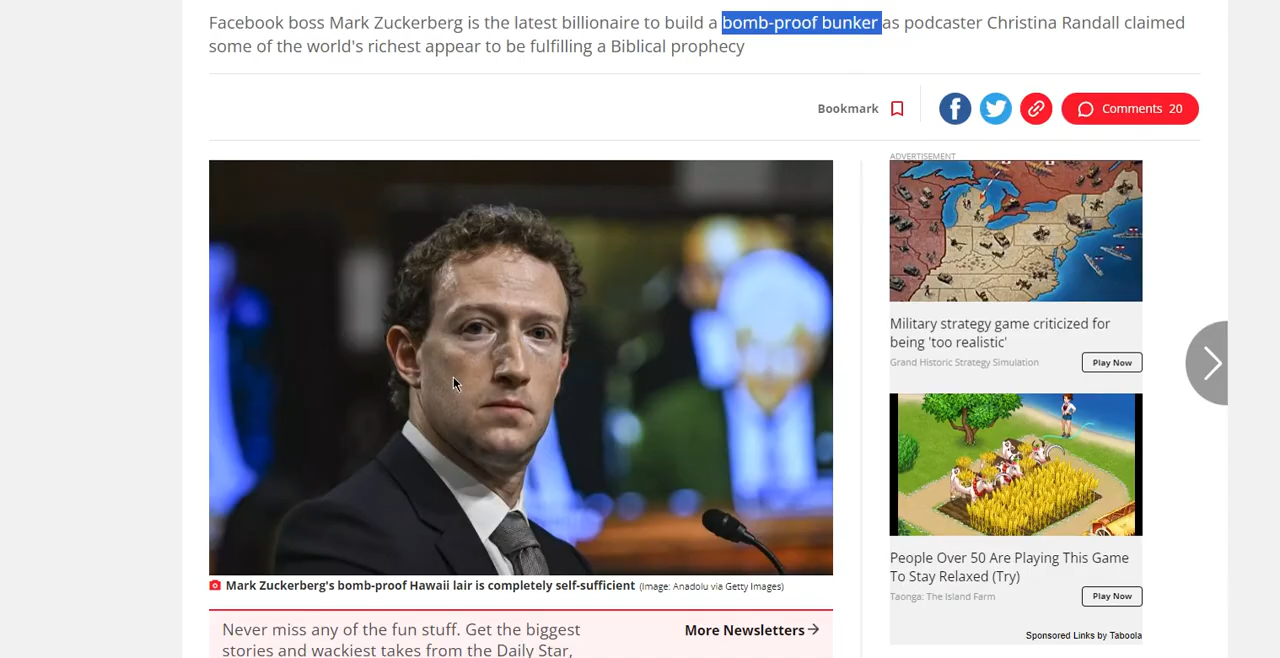 Facebook boss Mark Zuckerberg is the latest billionaire to build a bomb-proof bunker as podcaster Christina Randall claimed
some of the world's richest appear to be fulfilling a Biblical prophecy
Bookmark
Comments 20
ADVERTISEMENT
Military strategy game criticized for
being 'too realistic'
Grand Historic Strategy Simulation
Play Now
People Over 50 Are Playing This Game
To Stay Relaxed (Try)
Taonga: The Island Farm
Play Now
Sponsored Links by Taboola
Mark Zuckerberg's bomb-proof Hawaii lair is completely self-sufficient (Image: Anadolu via Getty Images)
Never miss any of the fun stuff. Get the biggest
stories and wackiest takes from the Daily Star,
More Newsletters